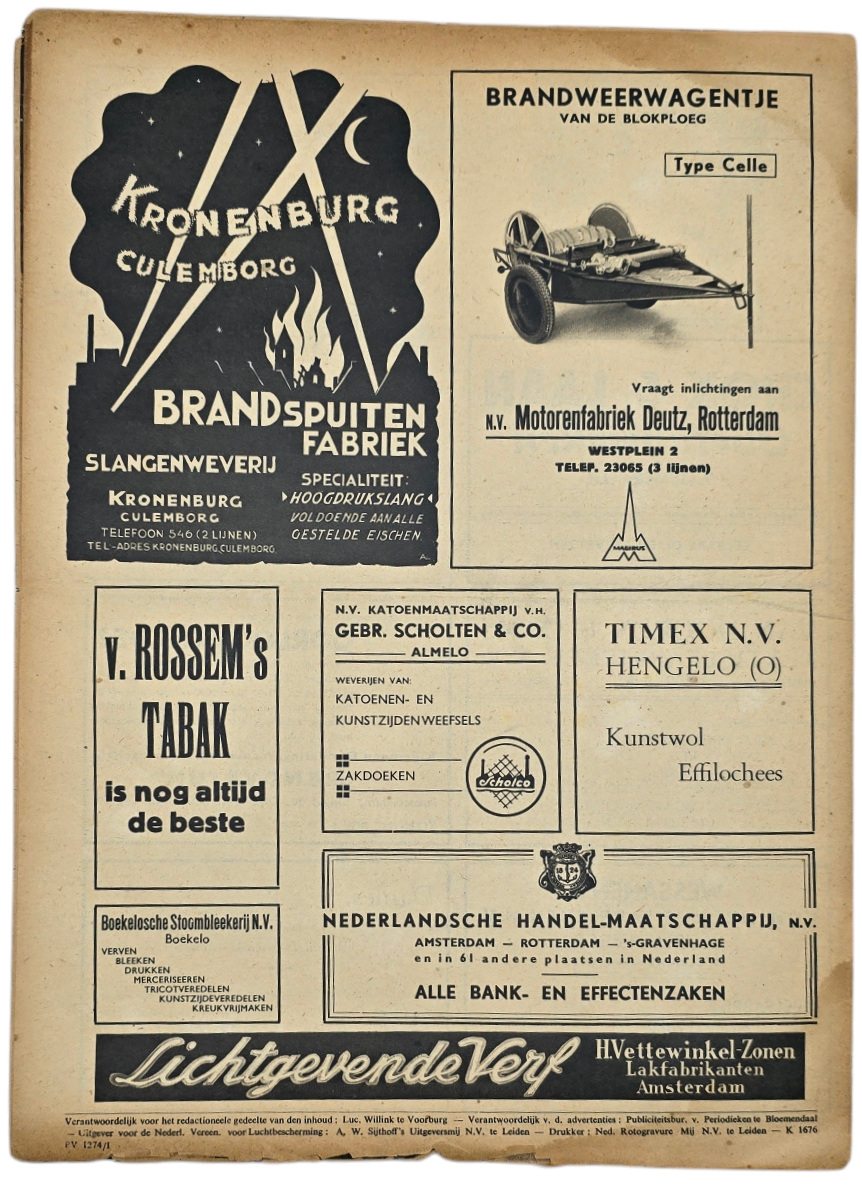 KRONENBURG
CULEMBORG
BRANDSPUITEN
FABRIEK
SLANGENWEVERIJ
KRONENBURG
CULEMBORG
TELEFOON 546 (2 LIJNEN)
TEL-ADRES KRONENBURG, CULEMBORG.
SPECIALITEIT:
HOOGDRUKSLANG
VOLDOENDE AAN ALLE
GESTELDE EISCHEN.
BRANDWEERWAGENTJE
VAN DE BLOKPLOEG
Type Celle
Vraagt inlichtingen aan
N.V. Motorenfabriek Deutz, Rotterdam
WESTPLEIN 2
TELEF. 23065 (3 lijnen)
MAGIRUS
v. ROSSEM's
TABAK
is nog altijd
de beste
N.V. KATOENMAATSCHAPPIJ V.H.
GEBR. SCHOLTEN & CO.
ALMELO
WEVERIJEN VAN:
KATOENEN- EN
KUNSTZIJDENWEEFSELS
ZAKDOEKEN
Scholco
TIMEX N.V.
HENGELO (O)
Kunstwol
Effilochees
Boekelosche Stoombleekerij N.V.
Boekelo
VERVEN
BLEEKEN
DRUKKEN
MERCERISEEREN
TRICOTVEREDELEN
KUNSTZIJDEVEREDELEN
KREUKVRIJMAKEN
18 24
NEDERLANDSCHE HANDEL-MAATSCHAPPIJ, N.V.
AMSTERDAM — ROTTERDAM — 's-GRAVENHAGE
en in 61 andere plaatsen in Nederland
ALLE BANK- EN EFFECTENZAKEN
Lichtgevende Verf
H. Vettewinkel-Zonen
Lakfabrikanten
Amsterdam
Verantwoordelijk voor het redactioneele gedeelte van den inhoud; Luc. Willink te Voorburg — Verantwoordelijk v. d. advertenties; Publiciteitsbur. v. Periodieken te Bloemendaal
— Uitgever voor de Nederl. Vereen. voor Luchtbescherming: A. W. Sijthoff's Uitgeversmij N.V. te Leiden — Drukker; Ned. Rotogravure Mij N.V. te Leiden — K 1676
PV 1274/1